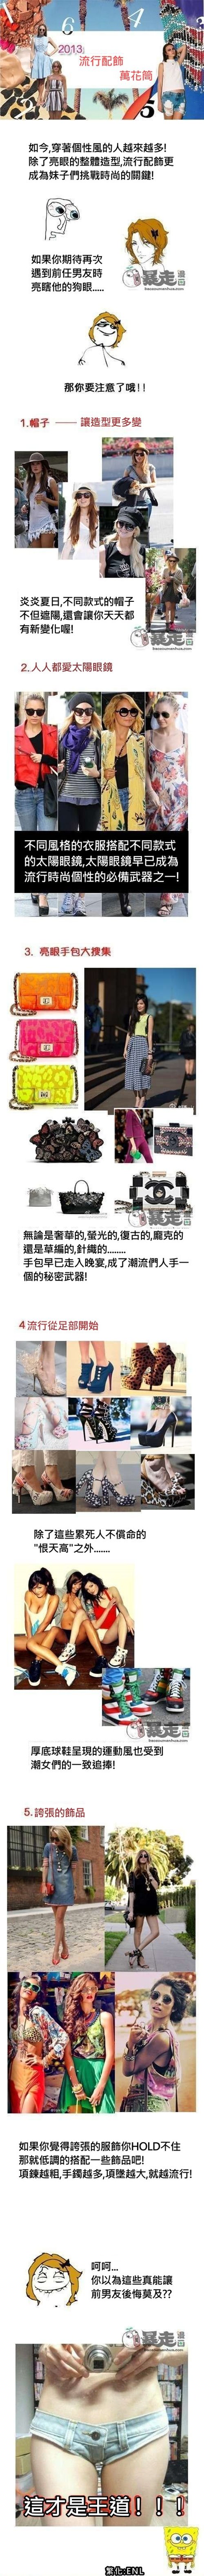 1
6
4
3
2
5
2013
流行配飾
萬花筒
如今,穿著個性風的人越來越多!
除了亮眼的整體造型,流行配飾更
成為妹子們挑戰時尚的關鍵!
如果你期待再次
遇到前任男友時
亮瞎他的狗眼.....
暴走漫畫
那你要注意了哦!!
1.帽子 —— 讓造型更多變
炎炎夏日,不同款式的帽子
不但遮陽,還會讓你天天都
有新變化喔!
暴走漫畫
2.人人都愛太陽眼鏡
不同風格的衣服搭配不同款式
的太陽眼鏡,太陽眼鏡早已成為
流行時尚個性的必備武器之一!
3. 亮眼手包大搜集
無論是奢華的,螢光的,復古的,龐克的
還是草編的,針織的........
手包早已走入晚宴,成了潮流們人手一
個的秘密武器!
暴走漫畫
4流行從足部開始
除了這些累死人不償命的
"恨天高"之外.......
暴走漫畫
厚底球鞋呈現的運動風也受到
潮女們的一致追捧!
5.誇張的飾品
如果你覺得誇張的服飾你HOLD不住
那就低調的搭配一些飾品吧!
項鍊越粗,手鐲越多,項墜越大,就越流行!
呵呵...
你以為這些真能讓
前男友後悔莫及??
暴走漫畫
這才是王道!!!
繁化:ENL